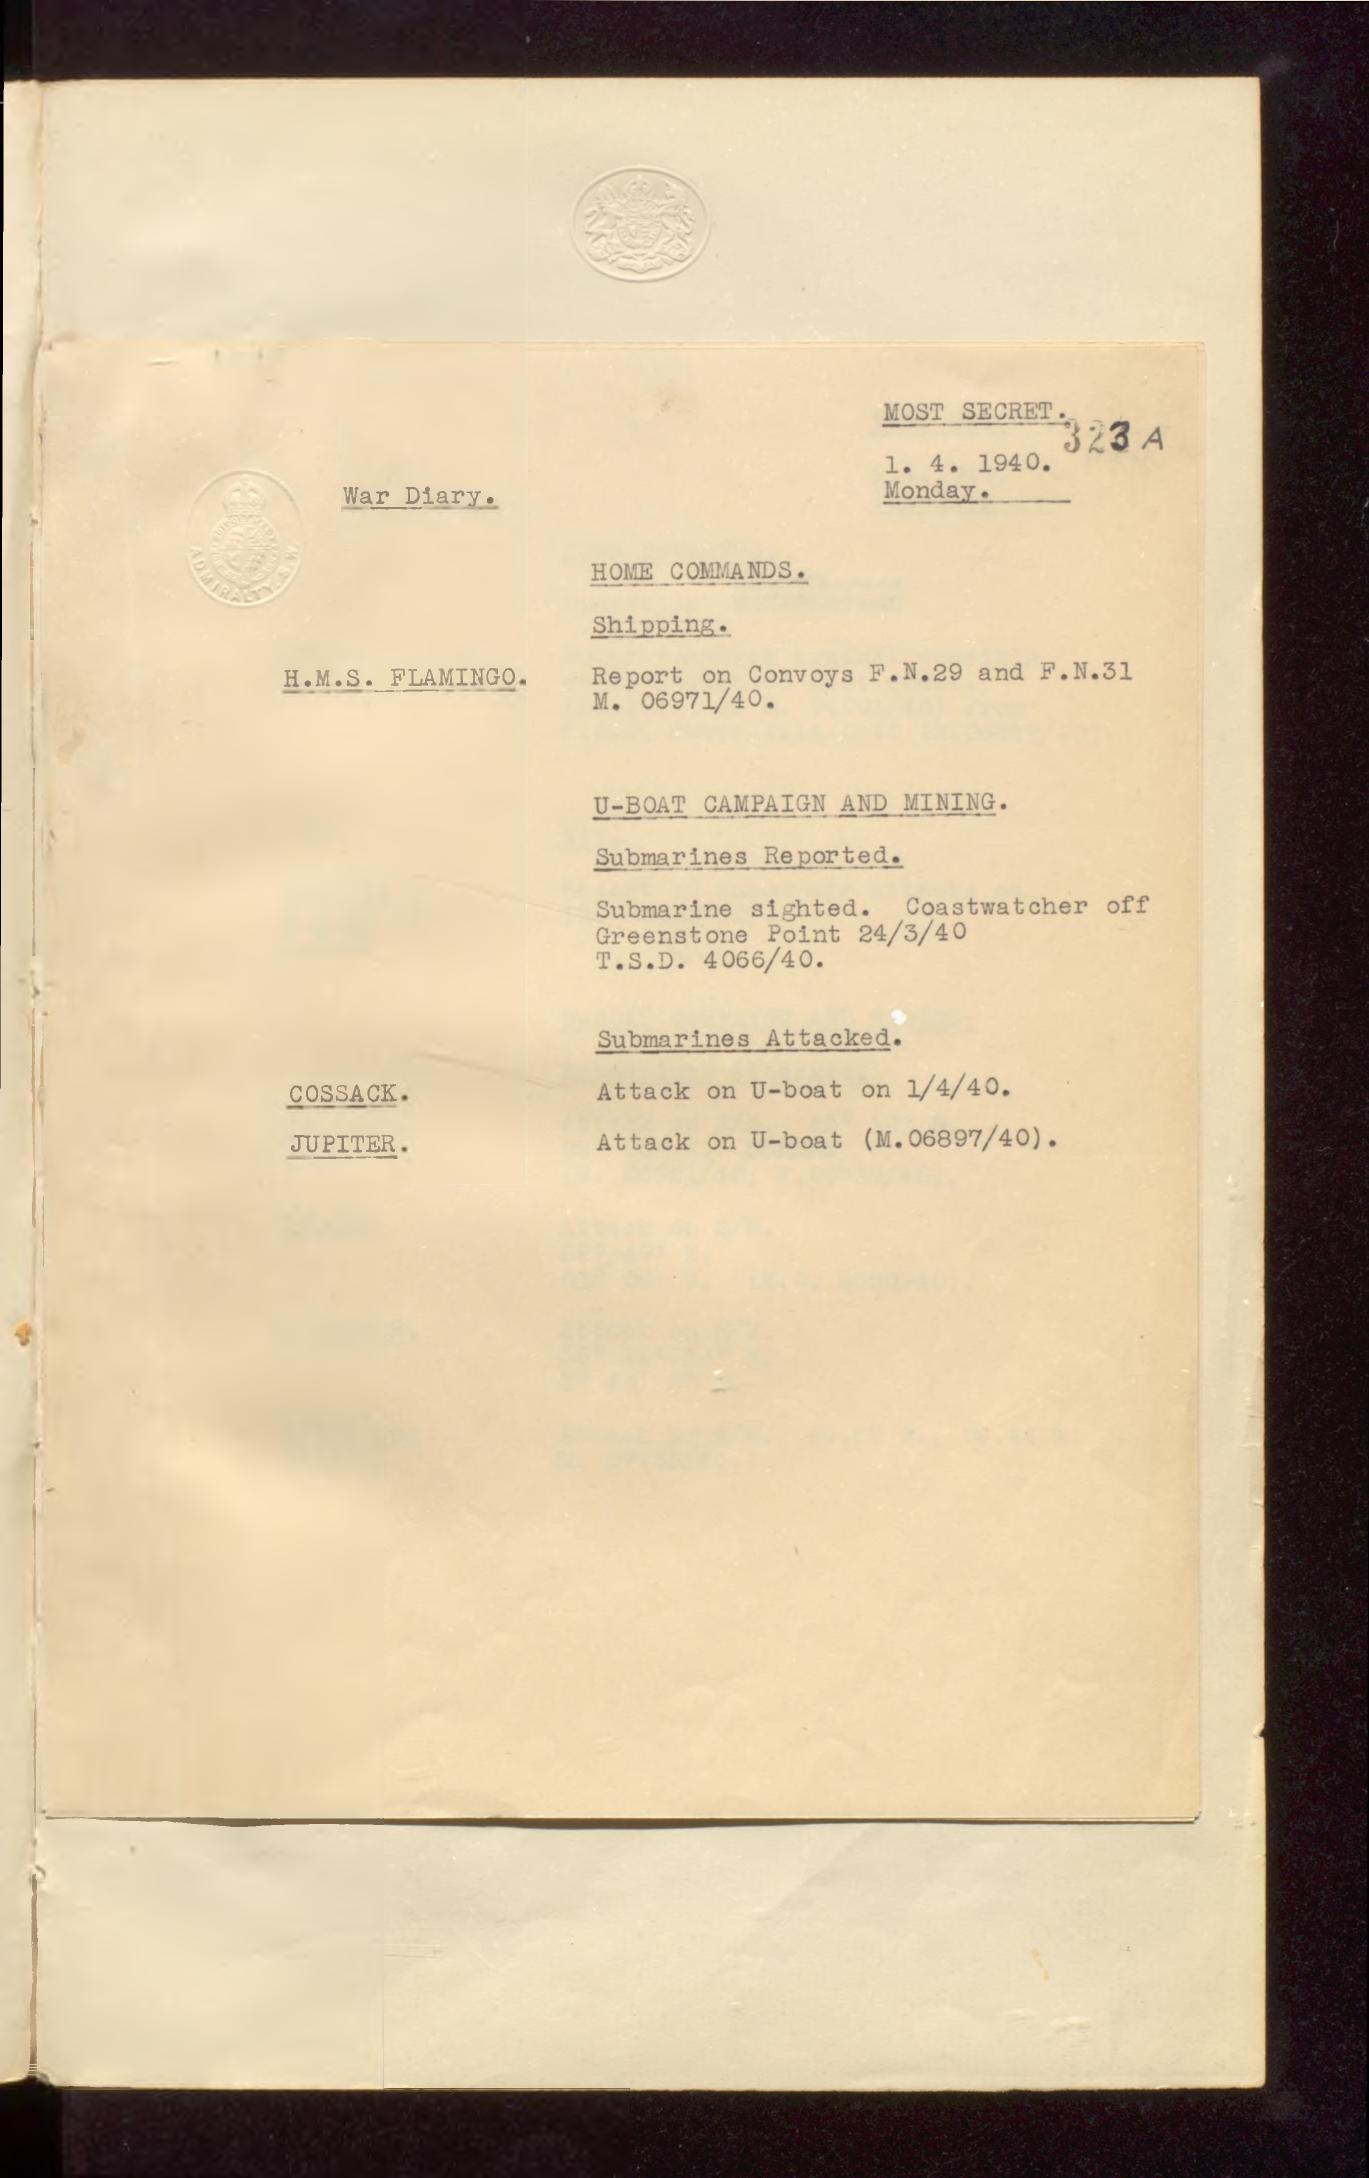 MOST SECRET.
323 A
1. 4. 1940.
Monday.
War Diary.
ADMIRALTY. S.W.
HOME COMMANDS.
Shipping.
H.M.S. FLAMINGO. Report on Convoys F.N.29 and F.N.31
M. 06971/40.
U-BOAT CAMPAIGN AND MINING.
Submarines Reported.
Submarine sighted. Coastwatcher off
Greenstone Point 24/3/40
T.S.D. 4066/40.
Submarines Attacked.
COSSACK. Attack on U-boat on 1/4/40.
JUPITER. Attack on U-boat (M.06897/40).